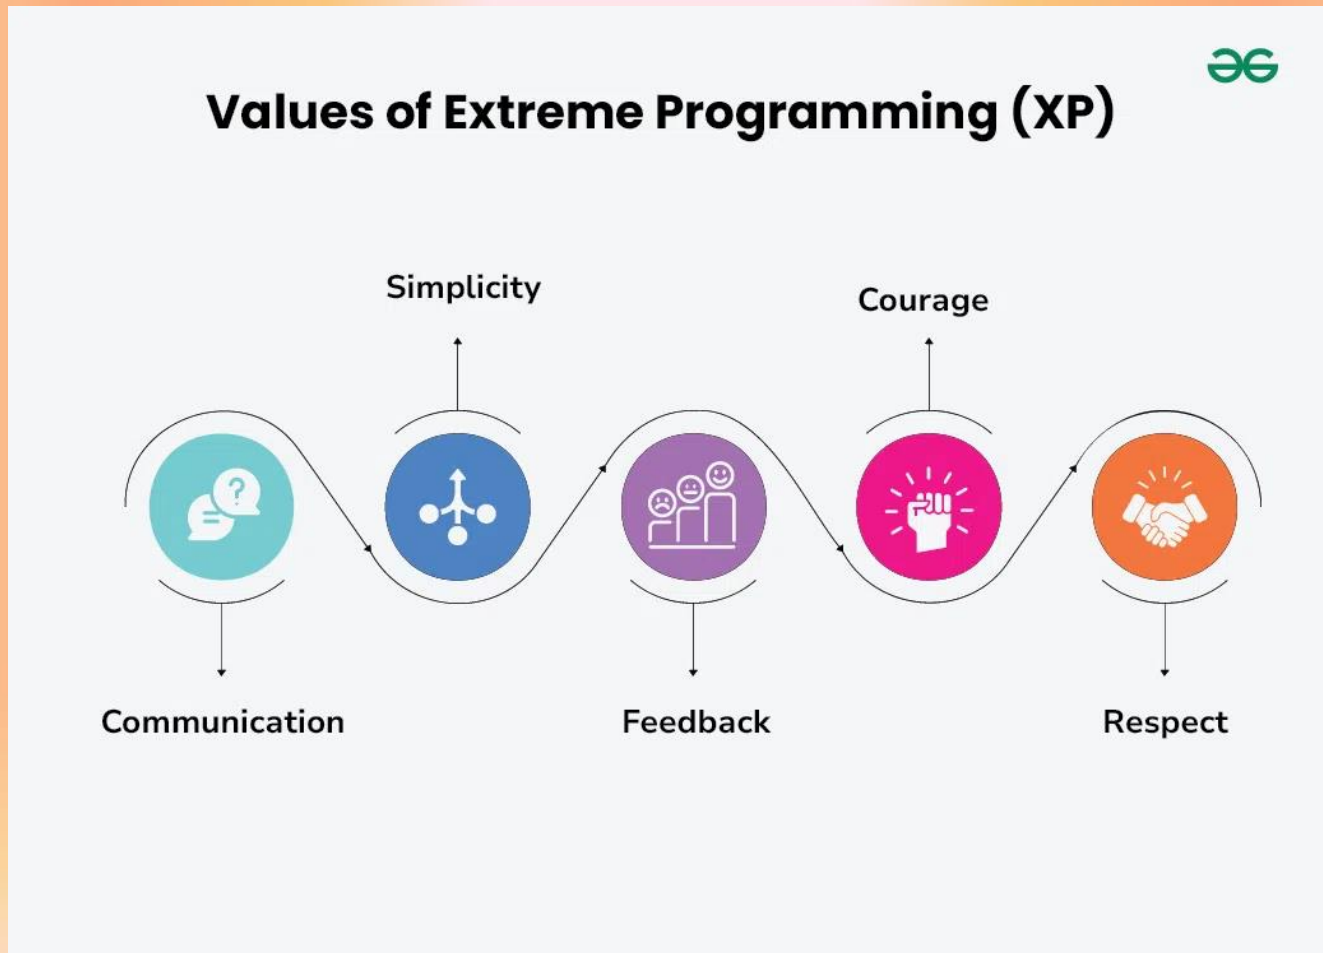 Values of Extreme Programming (XP)
Simplicity
Courage
?
Communication
Feedback
Respect